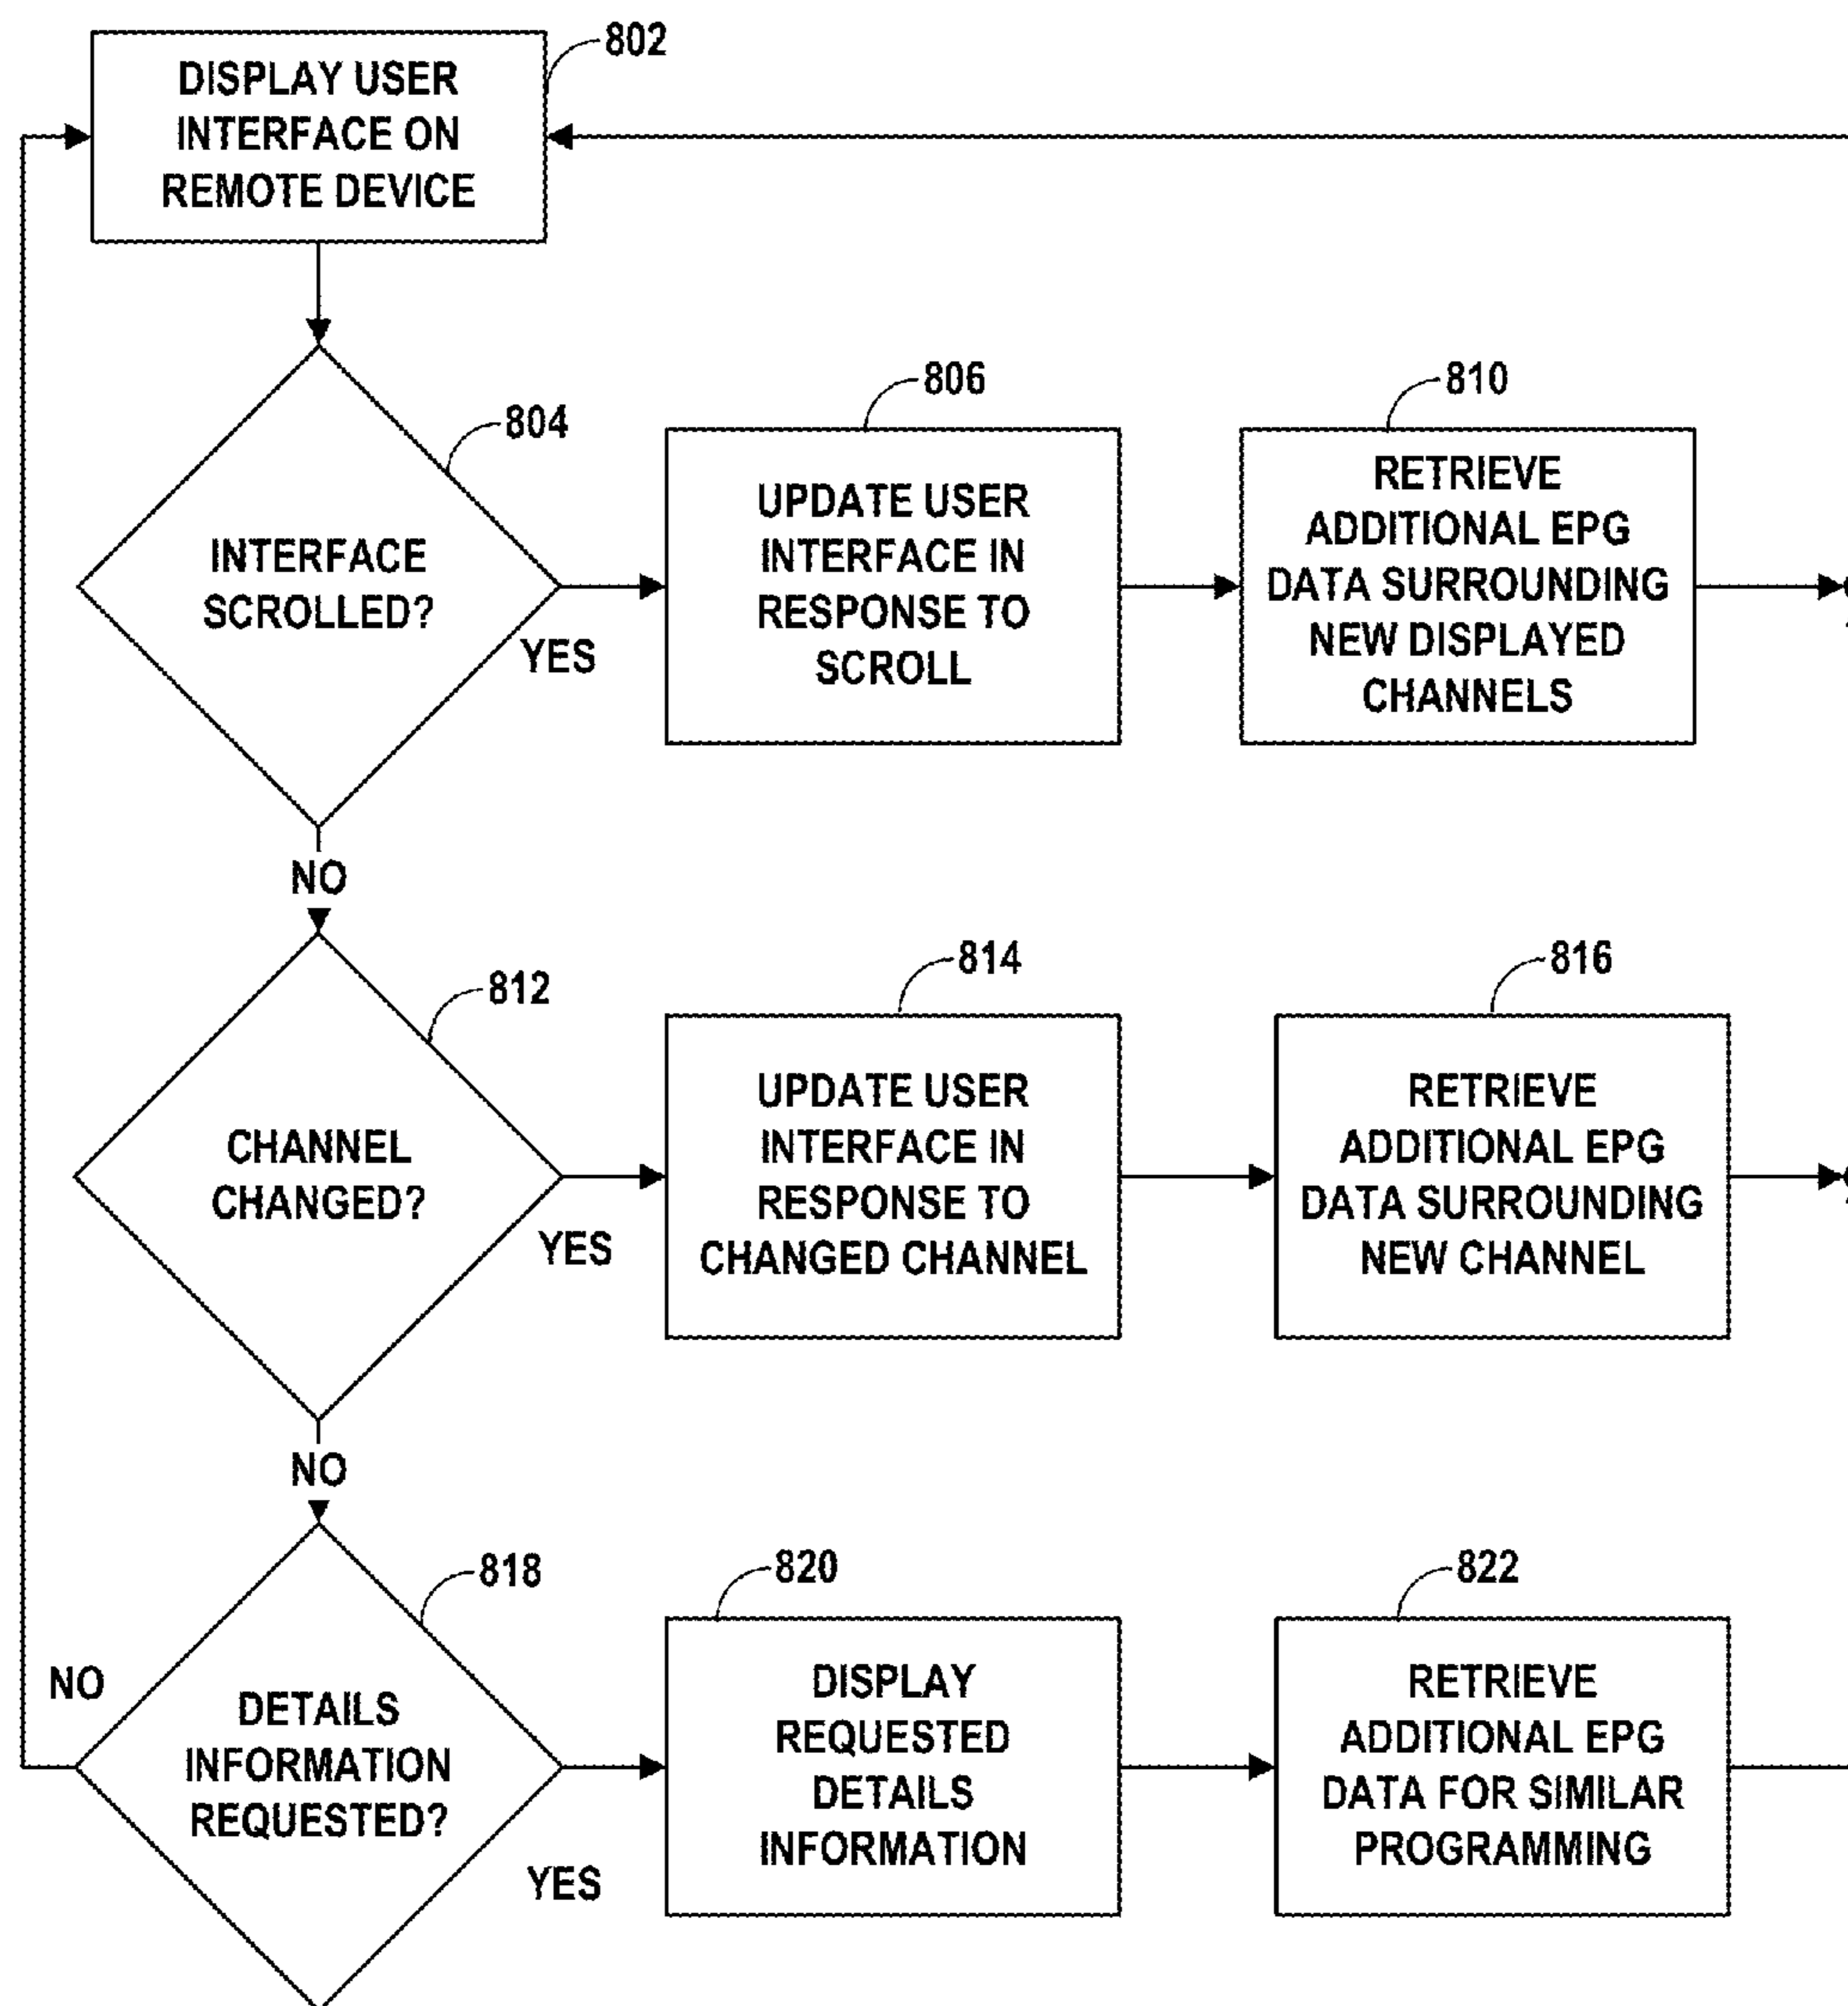 802
DISPLAY USER
INTERFACE ON
REMOTE DEVICE
804
INTERFACE
SCROLLED?
YES
806
UPDATE USER
INTERFACE IN
RESPONSE TO
SCROLL
810
RETRIEVE
ADDITIONAL EPG
DATA SURROUNDING
NEW DISPLAYED
CHANNELS
NO
812
CHANNEL
CHANGED?
YES
814
UPDATE USER
INTERFACE IN
RESPONSE TO
CHANGED CHANNEL
816
RETRIEVE
ADDITIONAL EPG
DATA SURROUNDING
NEW CHANNEL
NO
818
DETAILS
INFORMATION
REQUESTED?
NO
YES
820
DISPLAY
REQUESTED
DETAILS
INFORMATION
822
RETRIEVE
ADDITIONAL EPG
DATA FOR SIMILAR
PROGRAMMING